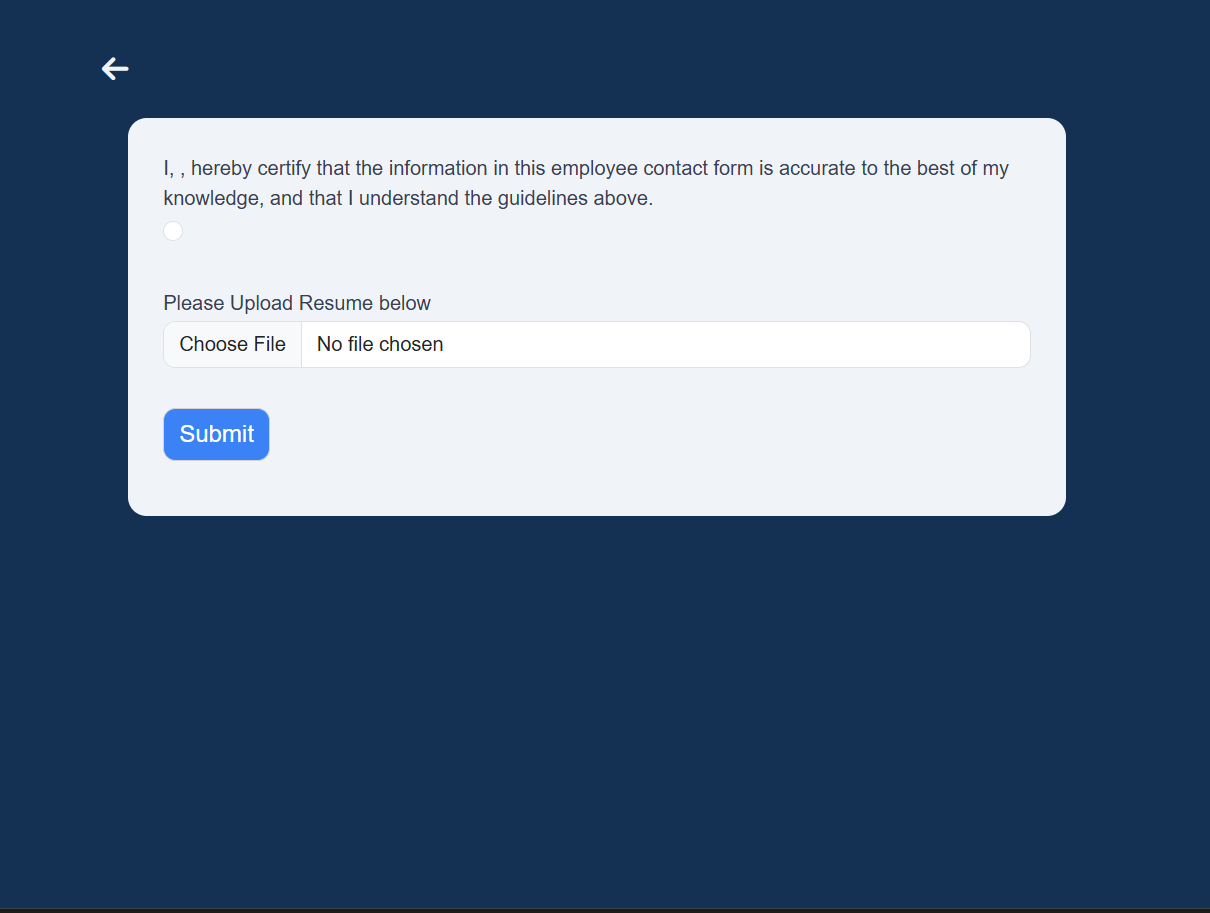 I, , hereby certify that the information in this employee contact form is accurate to the best of my
knowledge, and that I understand the guidelines above.
Please Upload Resume below
Choose File No file chosen
Submit